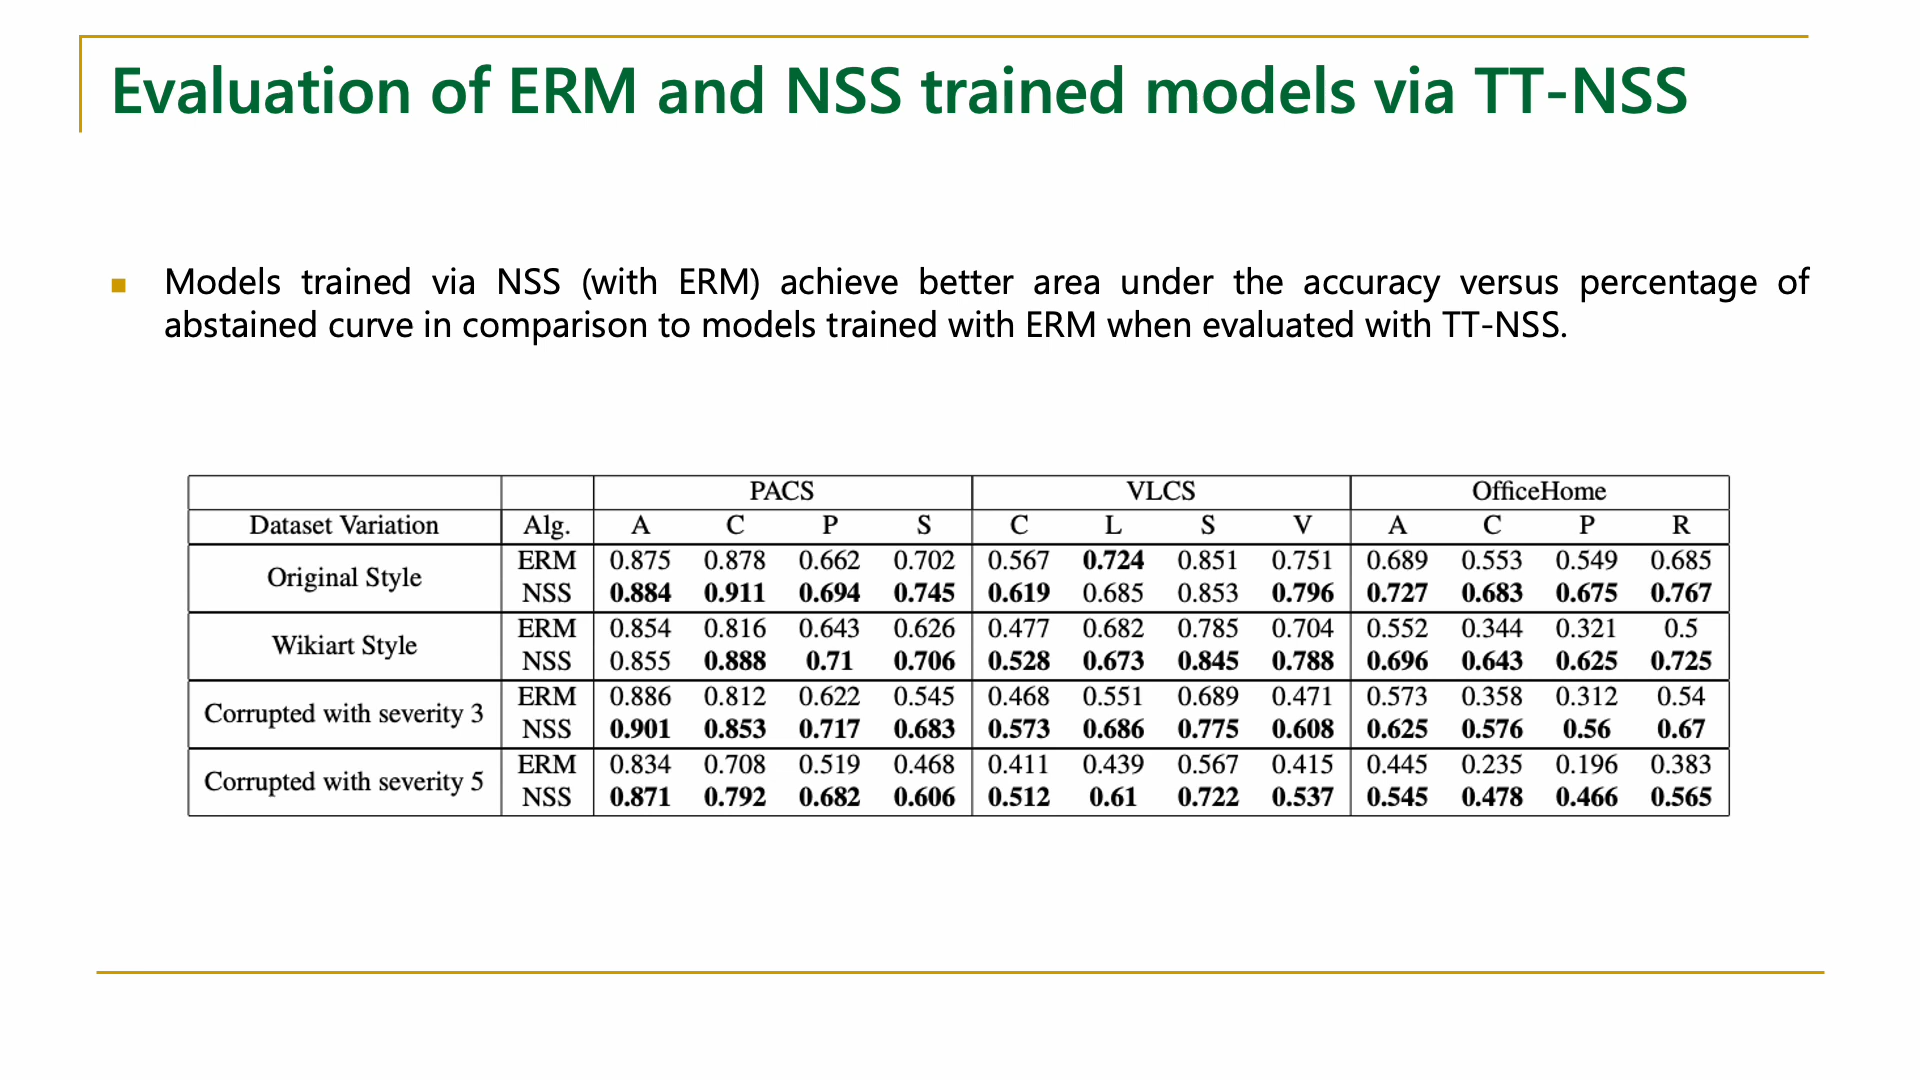 Evaluation of ERM and NSS trained models via TT-NSS
Models trained via NSS (with ERM) achieve better area under the accuracy versus percentage of
abstained curve in comparison to models trained with ERM when evaluated with TT-NSS.
PACS VLCS OfficeHome
Dataset Variation Alg. A C P S C L S V A C P R
Original Style
ERM 0.875 0.878 0.662 0.702 0.567 0.724 0.851 0.751 0.689 0.553 0.549 0.685
NSS 0.884 0.911 0.694 0.745 0.619 0.685 0.853 0.796 0.727 0.683 0.675 0.767
Wikiart Style
ERM 0.854 0.816 0.643 0.626 0.477 0.682 0.785 0.704 0.552 0.344 0.321 0.5
NSS 0.855 0.888 0.71 0.706 0.528 0.673 0.845 0.788 0.696 0.643 0.625 0.725
Corrupted with severity 3
ERM 0.886 0.812 0.622 0.545 0.468 0.551 0.689 0.471 0.573 0.358 0.312 0.54
NSS 0.901 0.853 0.717 0.683 0.573 0.686 0.775 0.608 0.625 0.576 0.56 0.67
Corrupted with severity 5
ERM 0.834 0.708 0.519 0.468 0.411 0.439 0.567 0.415 0.445 0.235 0.196 0.383
NSS 0.871 0.792 0.682 0.606 0.512 0.61 0.722 0.537 0.545 0.478 0.466 0.565